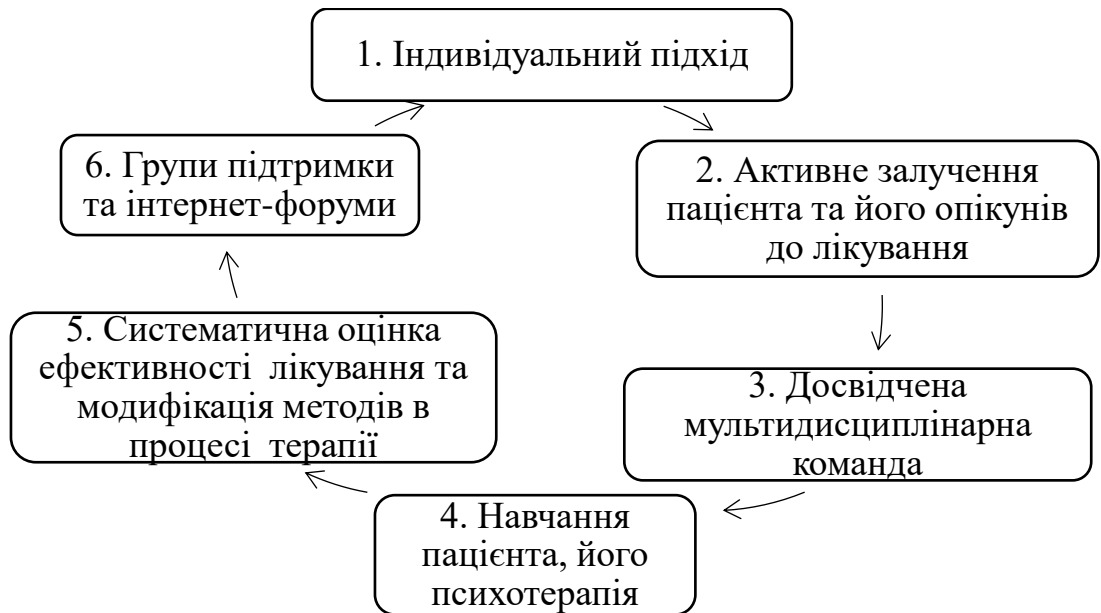 1. Індивідуальний підхід
2. Активне залучення
пацієнта та його опікунів
до лікування
3. Досвідчена
мультидисциплінарна
команда
4. Навчання
пацієнта, його
психотерапія
5. Систематична оцінка
ефективності лікування та
модифікація методів в
процесі терапії
6. Групи підтримки
та інтернет-форуми